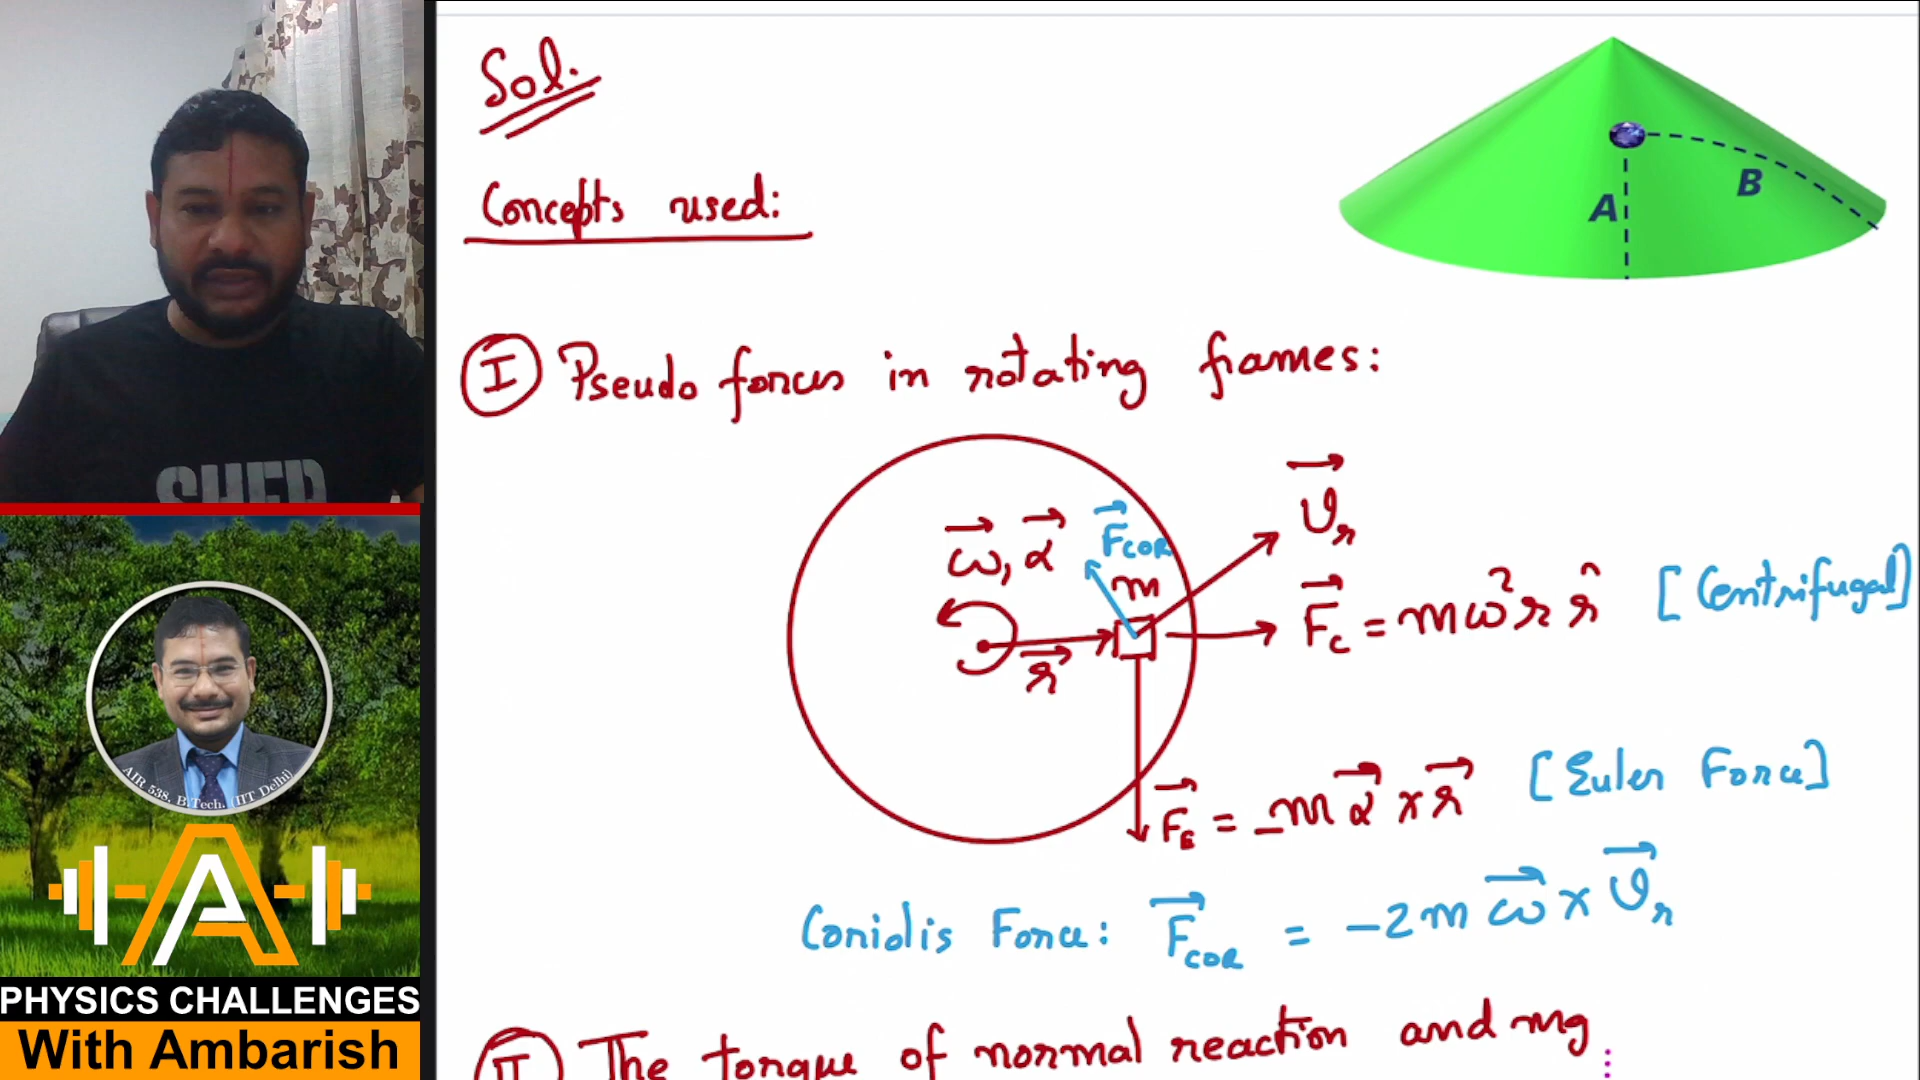 Sol.
Concepts used:
A
B
I Pseudo forces in rotating frames:
ω, α
F_COR
m
r
V_r
F_C = mω²r r̂ [Centrifugal]
F_E = -m α × r [Euler Force]
Coriolis Force: F_COR = -2m ω × V_r
II The torque of normal reaction and mg
SHED
AIR 538, B.Tech. (IIT Delhi)
A
PHYSICS CHALLENGES
With Ambarish